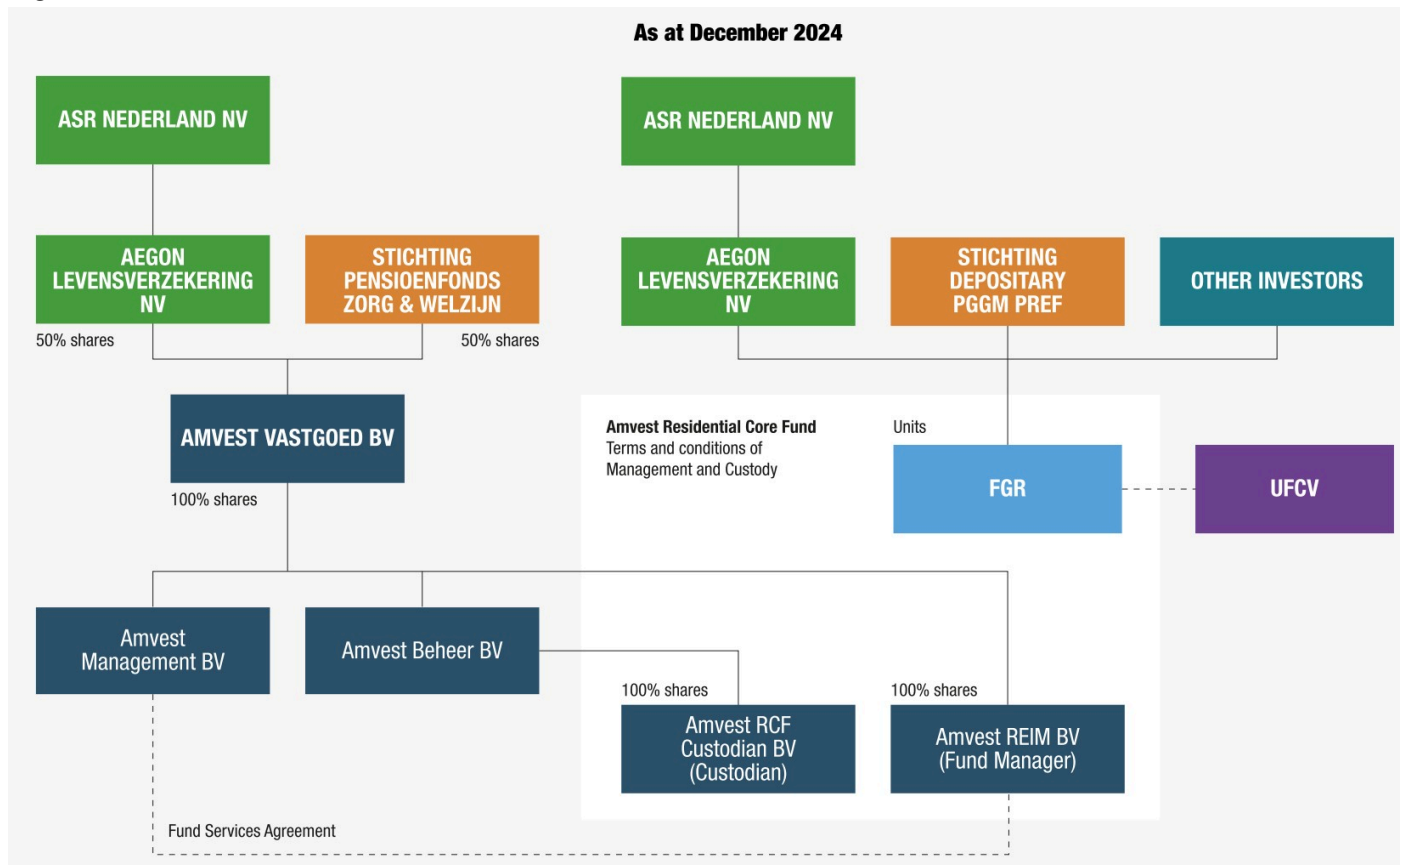 As at December 2024
ASR NEDERLAND NV
ASR NEDERLAND NV
AEGON
LEVENSVERZEKERING
NV
STICHTING
PENSIOENFONDS
ZORG & WELZIJN
AEGON
LEVENSVERZEKERING
NV
STICHTING
DEPOSITARY
PGGM PREF
OTHER INVESTORS
50% shares
50% shares
AMVEST VASTGOED BV
100% shares
Amvest Residential Core Fund
Terms and conditions of
Management and Custody
Units
FGR
UFCV
Amvest
Management BV
Amvest Beheer BV
100% shares
Amvest RCF
Custodian BV
(Custodian)
100% shares
Amvest REIM BV
(Fund Manager)
Fund Services Agreement